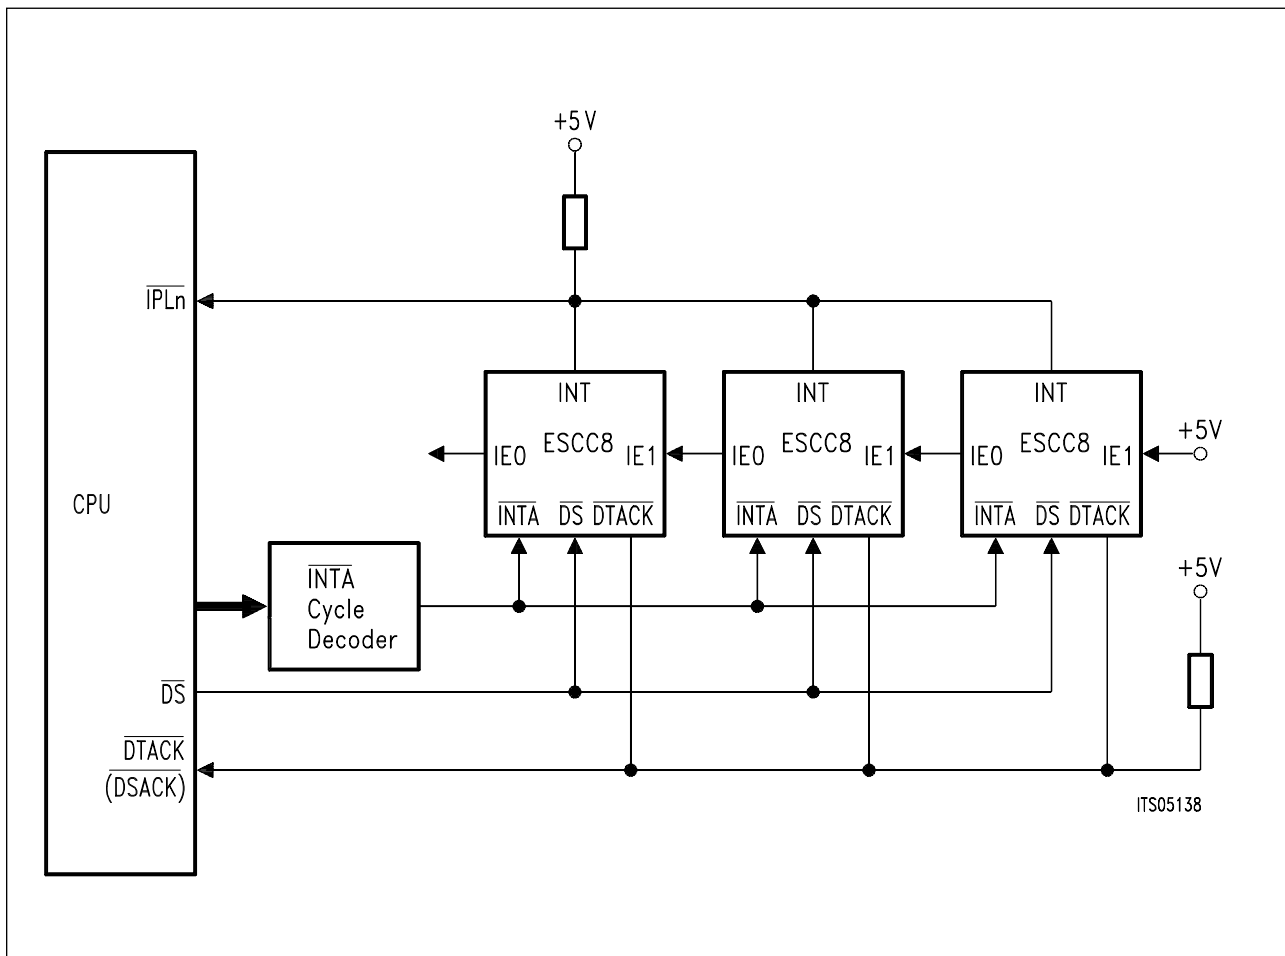 +5V
IPLn
INT
INT
INT
ESCC8
ESCC8
ESCC8
IE0
IE1
IE0
IE1
IE0
IE1
+5V
INTA DS DTACK
INTA DS DTACK
INTA DS DTACK
CPU
INTA
Cycle
Decoder
+5V
DS
DTACK
(DSACK)
ITS05138